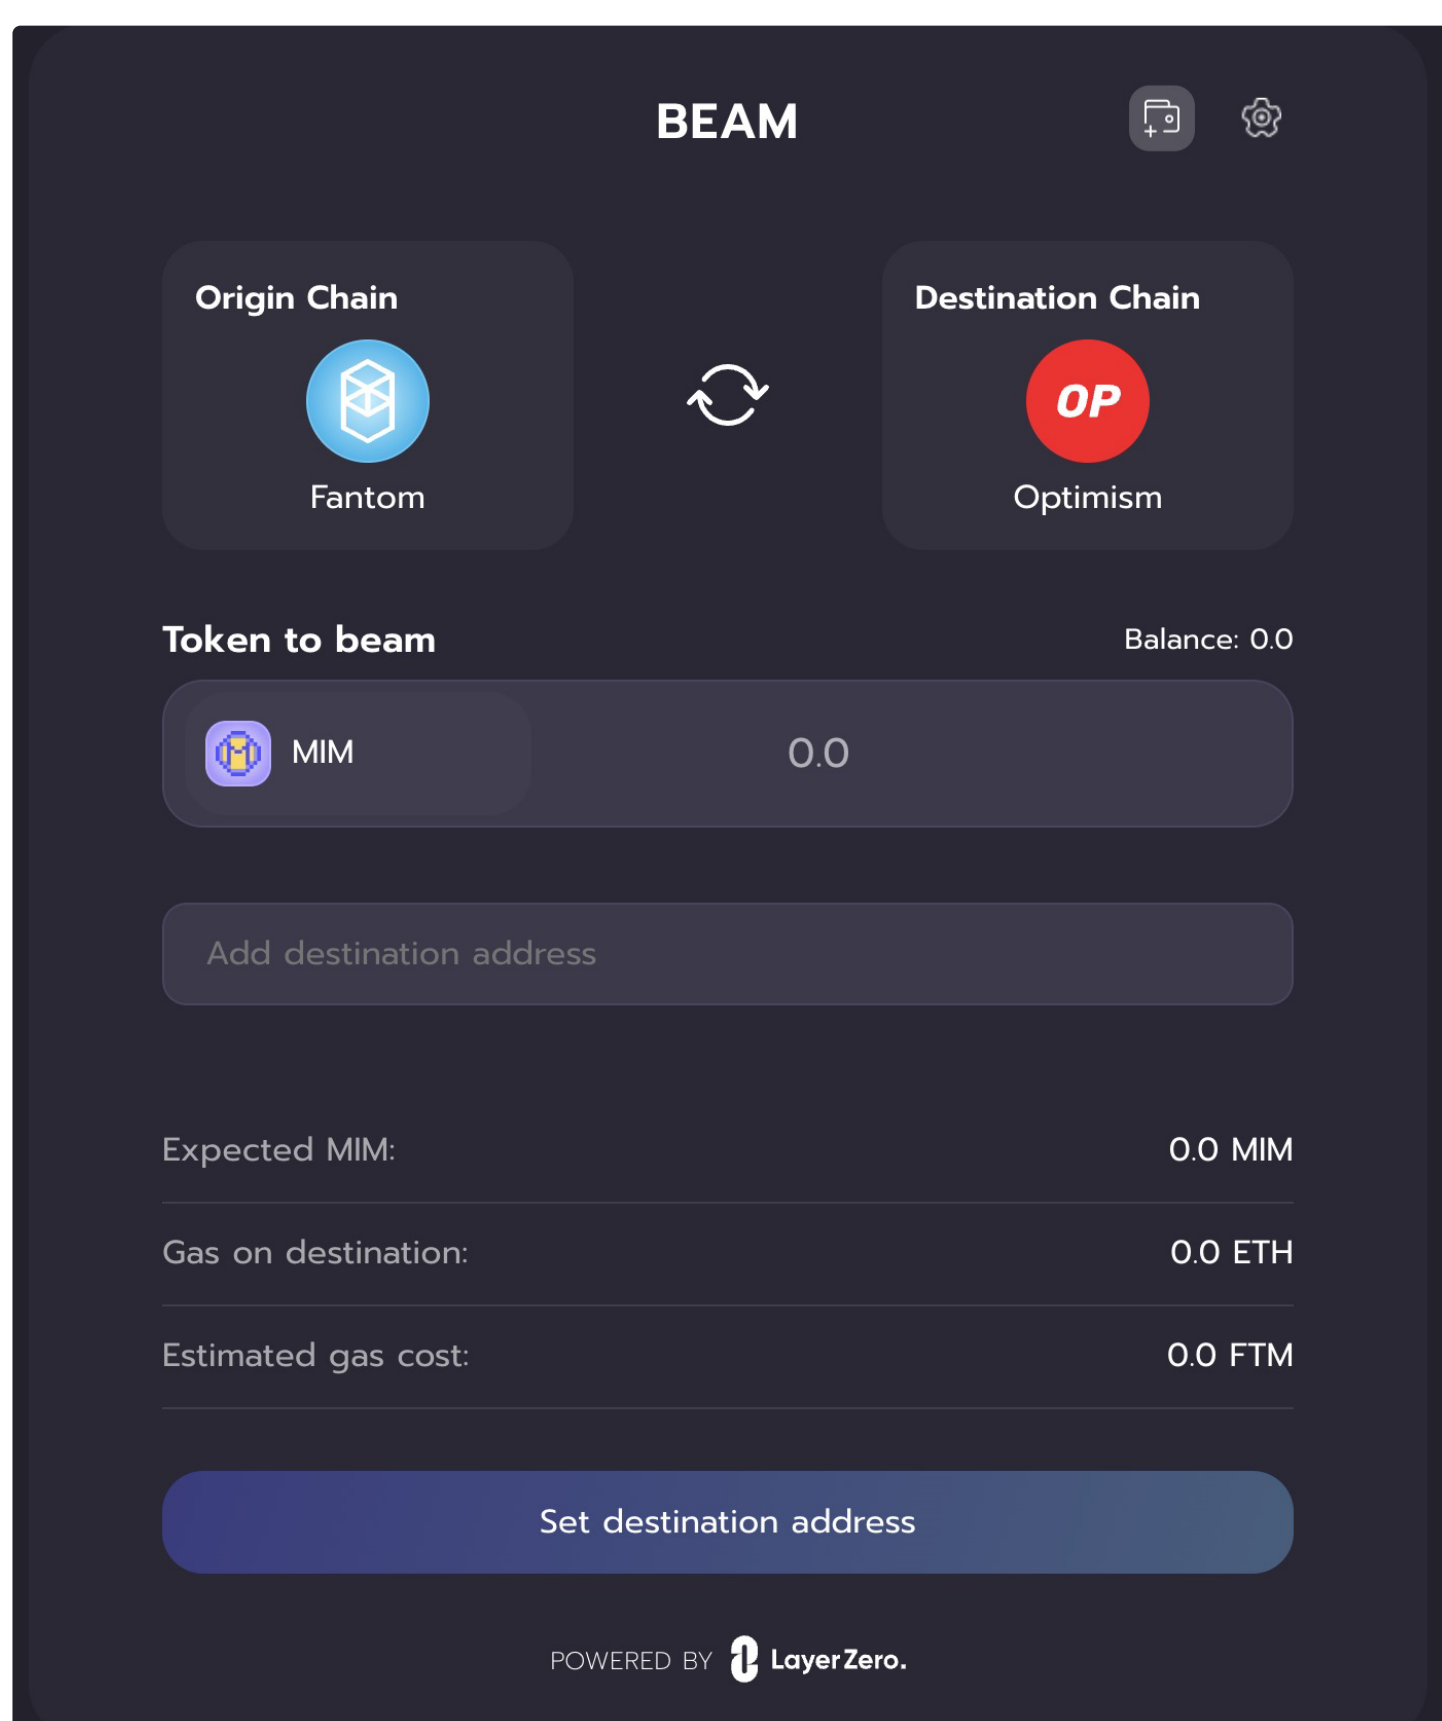 BEAM
Origin Chain
Destination Chain
OP
Fantom
Optimism
Token to beam
Balance: 0.0
MIM
0.0
Add destination address
Expected MIM:
0.0 MIM
Gas on destination:
0.0 ETH
Estimated gas cost:
0.0 FTM
Set destination address
POWERED BY LayerZero.